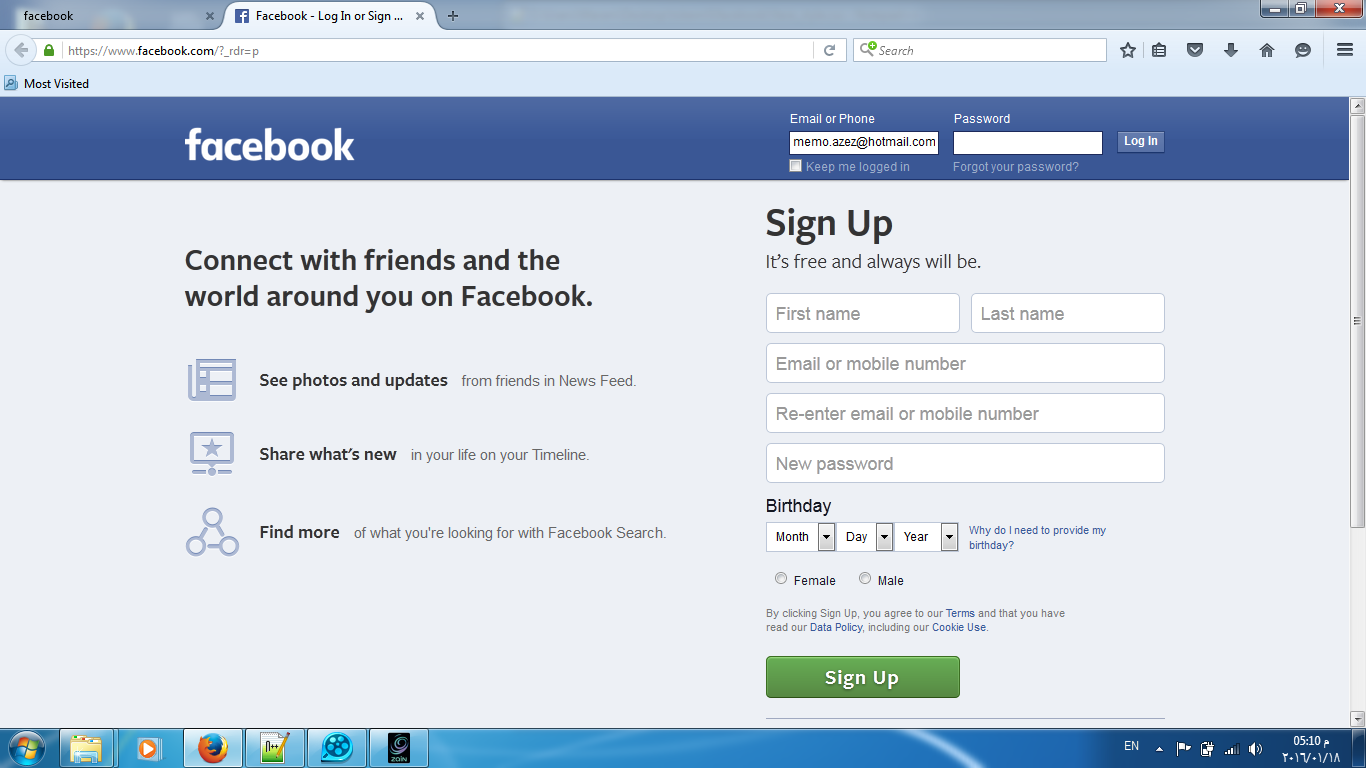 facebook
Facebook - Log In or Sign ...
https://www.facebook.com/?_rdr=p
Search
Most Visited
facebook
Email or Phone
Password
memo.azez@hotmail.com
Log In
Keep me logged in
Forgot your password?
Connect with friends and the
world around you on Facebook.
See photos and updates from friends in News Feed.
Share what's new in your life on your Timeline.
Find more of what you're looking for with Facebook Search.
Sign Up
It's free and always will be.
First name
Last name
Email or mobile number
Re-enter email or mobile number
New password
Birthday
Month
Day
Year
Why do I need to provide my
birthday?
Female
Male
By clicking Sign Up, you agree to our Terms and that you have
read our Data Policy, including our Cookie Use.
Sign Up
n++
zain
EN
05:10 م
٢٠١٦/٠١/١٨